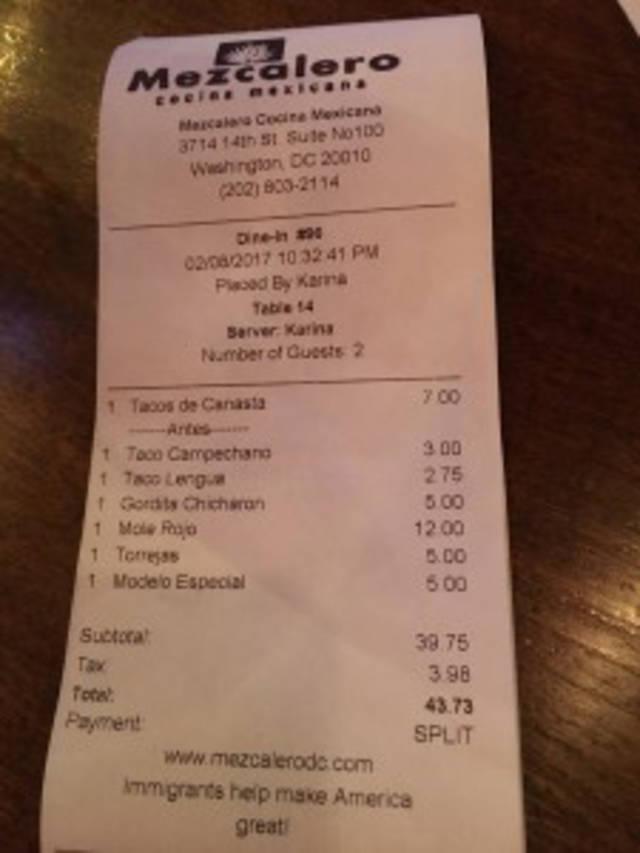 Mezcalero
cocina mexicana
Mezcalero Cocina Mexicana
3714 14th St. Suite No100
Washington, DC 20010
(202) 803-2114
Dine-In #96
02/08/2017 10:32:41 PM
Placed By Karina
Table 14
Server: Karina
Number of Guests: 2
1 Tacos de Canasta 7.00
------Antes------
1 Taco Campechano 3.00
1 Taco Lengua 2.75
1 Gordita Chicharon 5.00
1 Mole Rojo 12.00
1 Torrejas 5.00
1 Modelo Especial 5.00
Subtotal: 39.75
Tax: 3.98
Total: 43.73
Payment: SPLIT
www.mezcalerodc.com
Immigrants help make America
great!